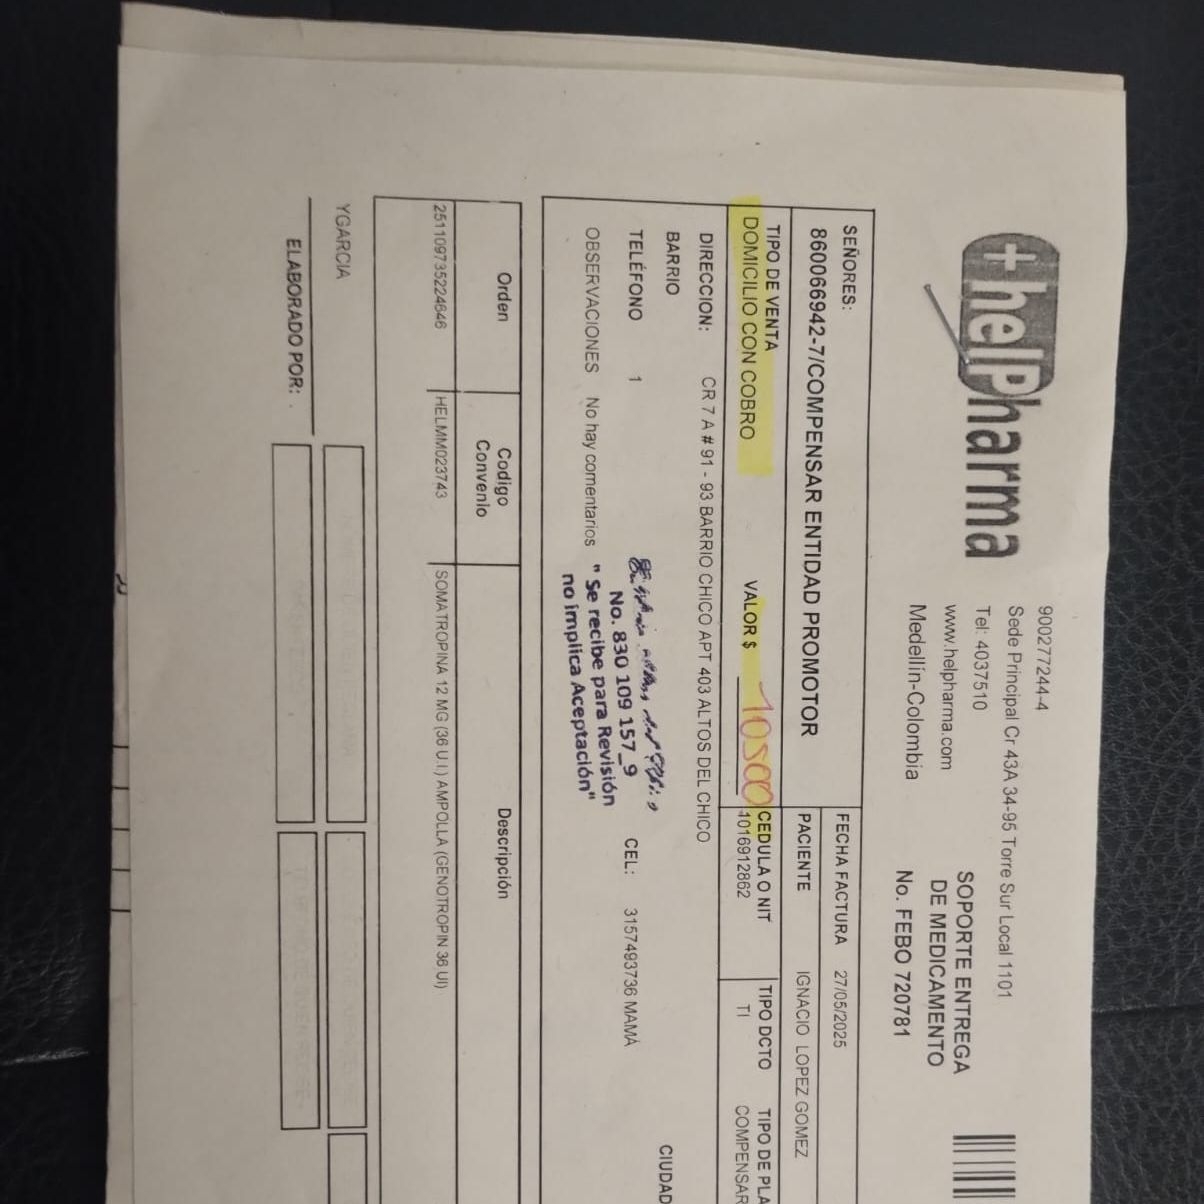 +helPharma
900277244-4
Sede Principal Cr 43A 34-95 Torre Sur Local 1101
Tel: 4037510
www.helpharma.com
Medellín-Colombia
SOPORTE ENTREGA
DE MEDICAMENTO
No. FEBO 720781
SEÑORES:
860066942-7/COMPENSAR ENTIDAD PROMOTOR
FECHA FACTURA 27/05/2025
PACIENTE IGNACIO LOPEZ GOMEZ
TIPO DE VENTA VALOR $ 10500 CEDULA O NIT TIPO DCTO TIPO DE PLA
DOMICILIO CON COBRO 1016912862 TI COMPENSAR
DIRECCION: CR 7 A # 91 - 93 BARRIO CHICO APT 403 ALTOS DEL CHICO
BARRIO CIUDAD
TELÉFONO 1 CEL: 3157493736 MAMÁ
No. 830 109 157_9
OBSERVACIONES No hay comentarios
" Se recibe para Revisión
no implica Aceptación"
Orden Codigo Convenio Descripción
251109735224646 HELMM023743 SOMATROPINA 12 MG (36 U.I.) AMPOLLA (GENOTROPIN 36 UI)
YGARCIA
ELABORADO POR: .